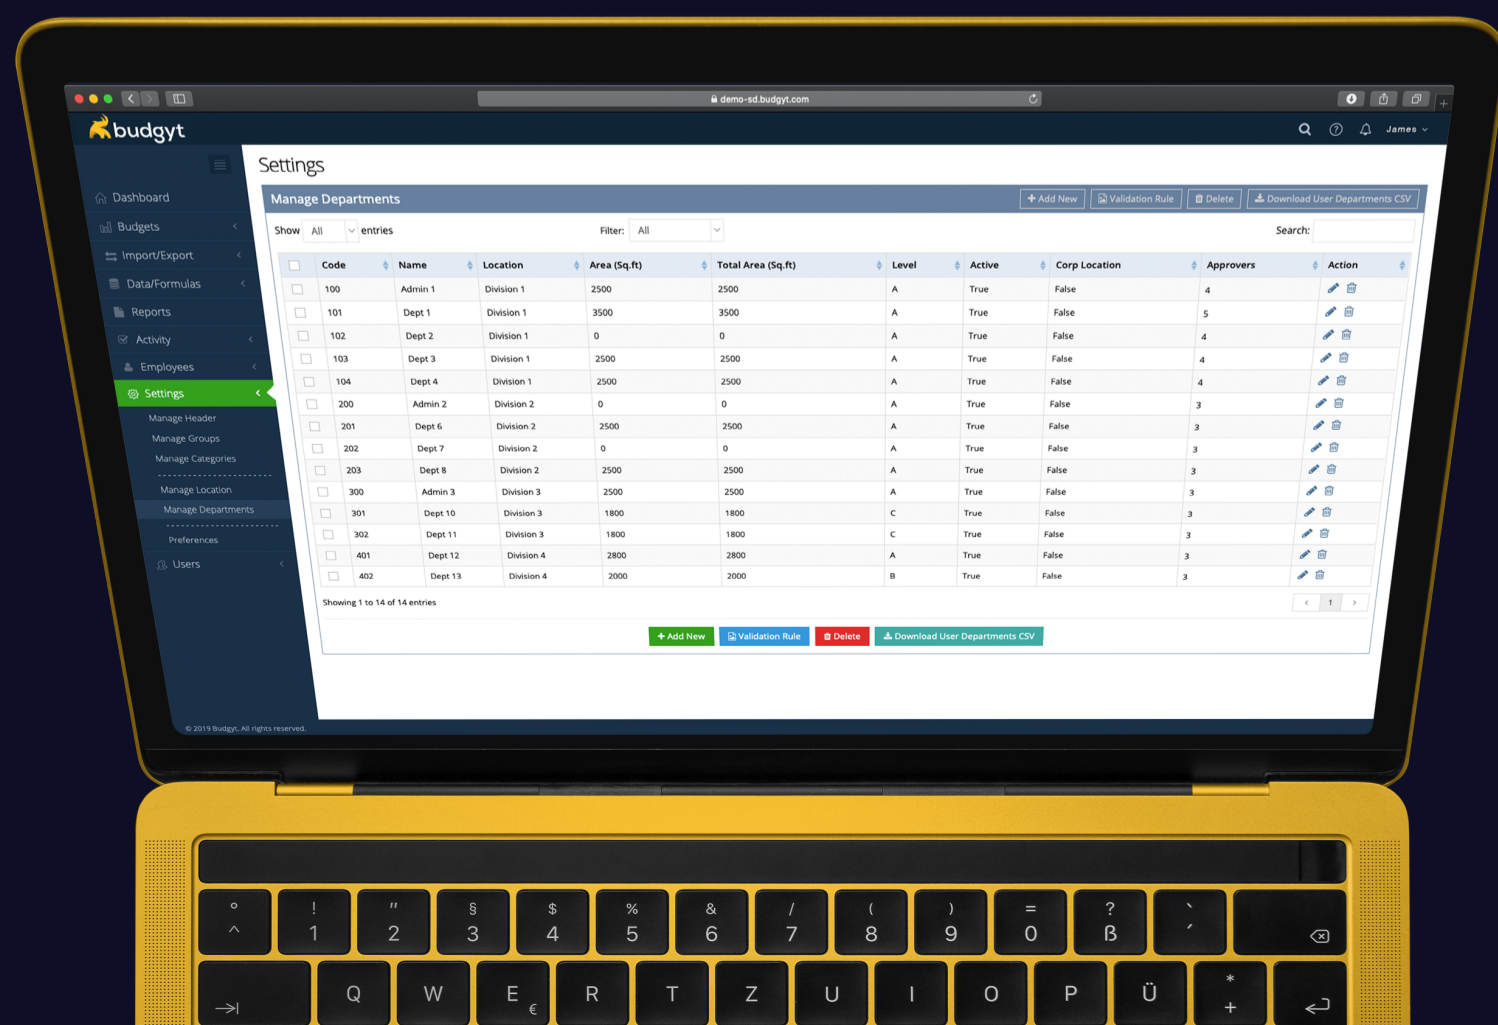 demo-sd.budgyt.com
budgyt
James
Settings
Dashboard
Budgets
Import/Export
Data/Formulas
Reports
Activity
Employees
Settings
Manage Header
Manage Groups
Manage Categories
Manage Location
Manage Departments
Preferences
Users
© 2019 Budgyt. All rights reserved.
Manage Departments
+ Add New Validation Rule Delete Download User Departments CSV
Show All entries Filter: All Search:
Code Name Location Area (Sq.ft) Total Area (Sq.ft) Level Active Corp Location Approvers Action
100 Admin 1 Division 1 2500 2500 A True False 4
101 Dept 1 Division 1 3500 3500 A True False 5
102 Dept 2 Division 1 0 0 A True False 4
103 Dept 3 Division 1 2500 2500 A True False 4
104 Dept 4 Division 1 2500 2500 A True False 4
200 Admin 2 Division 2 0 0 A True False 3
201 Dept 6 Division 2 2500 2500 A True False 3
202 Dept 7 Division 2 0 0 A True False 3
203 Dept 8 Division 2 2500 2500 A True False 3
300 Admin 3 Division 3 2500 2500 A True False 3
301 Dept 10 Division 3 1800 1800 C True False 3
302 Dept 11 Division 3 1800 1800 C True False 3
401 Dept 12 Division 4 2800 2800 A True False 3
402 Dept 13 Division 4 2000 2000 B True False 3
Showing 1 to 14 of 14 entries
< 1 >
+ Add New Validation Rule Delete Download User Departments CSV
° ! " § $ % & / ( ) = ? `
^ 1 2 3 4 5 6 7 8 9 0 ß ´
Q W E € R T Z U I O P Ü * +